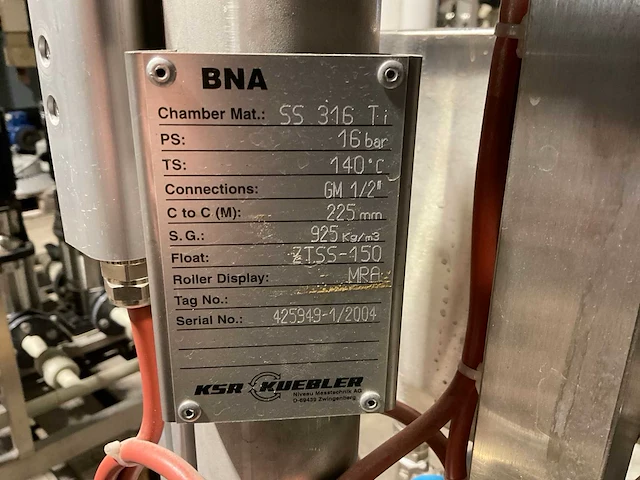 BNA
Chamber Mat.: SS 316 Ti
PS: 16 bar
TS: 140°C
Connections: GM 1/2"
C to C (M): 225 mm
S.G.: 925 Kg/m3
Float: ZTSS-150
Roller Display: MRA
Tag No.:
Serial No.: 425949-1/2004
KSR KUEBLER
Niveau Messtechnik AG
D-69439 Zwingenberg